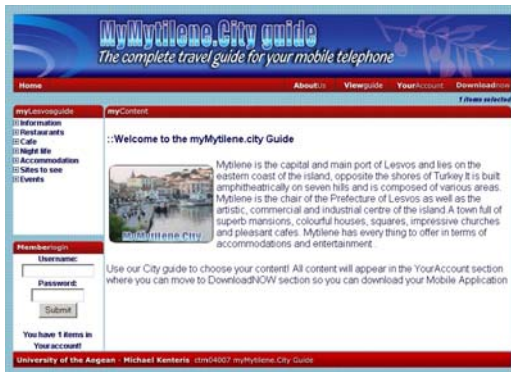 MyMytilene.City guide
The complete travel guide for your mobile telephone
Home AboutUs Viewguide YourAccount Downloadnow
1 items selected
myLesvosguide
Information
Restaurants
Cafe
Night life
Accommodation
Sites to see
Events
myContent
::Welcome to the myMytilene.city Guide
Mytilene is the capital and main port of Lesvos and lies on the
eastern coast of the island, opposite the shores of Turkey.It is built
amphitheatrically on seven hills and is composed of various areas.
Mytilene is the chair of the Prefecture of Lesvos as well as the
artistic, commercial and industrial centre of the island.A town full of
superb mansions, colourful houses, squares, impressive churches
and pleasant cafes. Mytilene has every thing to offer in terms of
accommodations and entertainment .
MyMytilene City
Use our City guide to choose your content! All content will appear in the YourAccount section
where you can move to DownloadNOW section so you can download your Mobile Application
Memberlogin
Username:
Password:
Submit
You have 1 items in
Your account!
University of the Aegean - Michael Kenteris ctm04007 myMytilene.City Guide